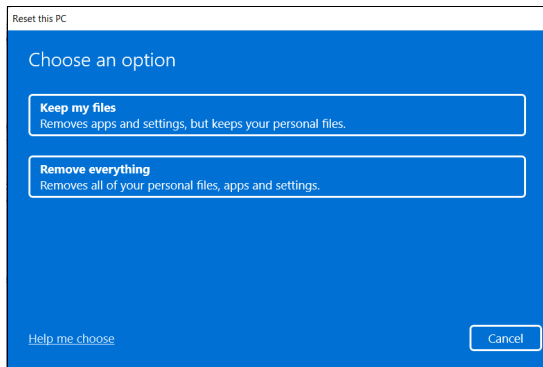 Reset this PC
Choose an option
Keep my files
Removes apps and settings, but keeps your personal files.
Remove everything
Removes all of your personal files, apps and settings.
Help me choose
Cancel